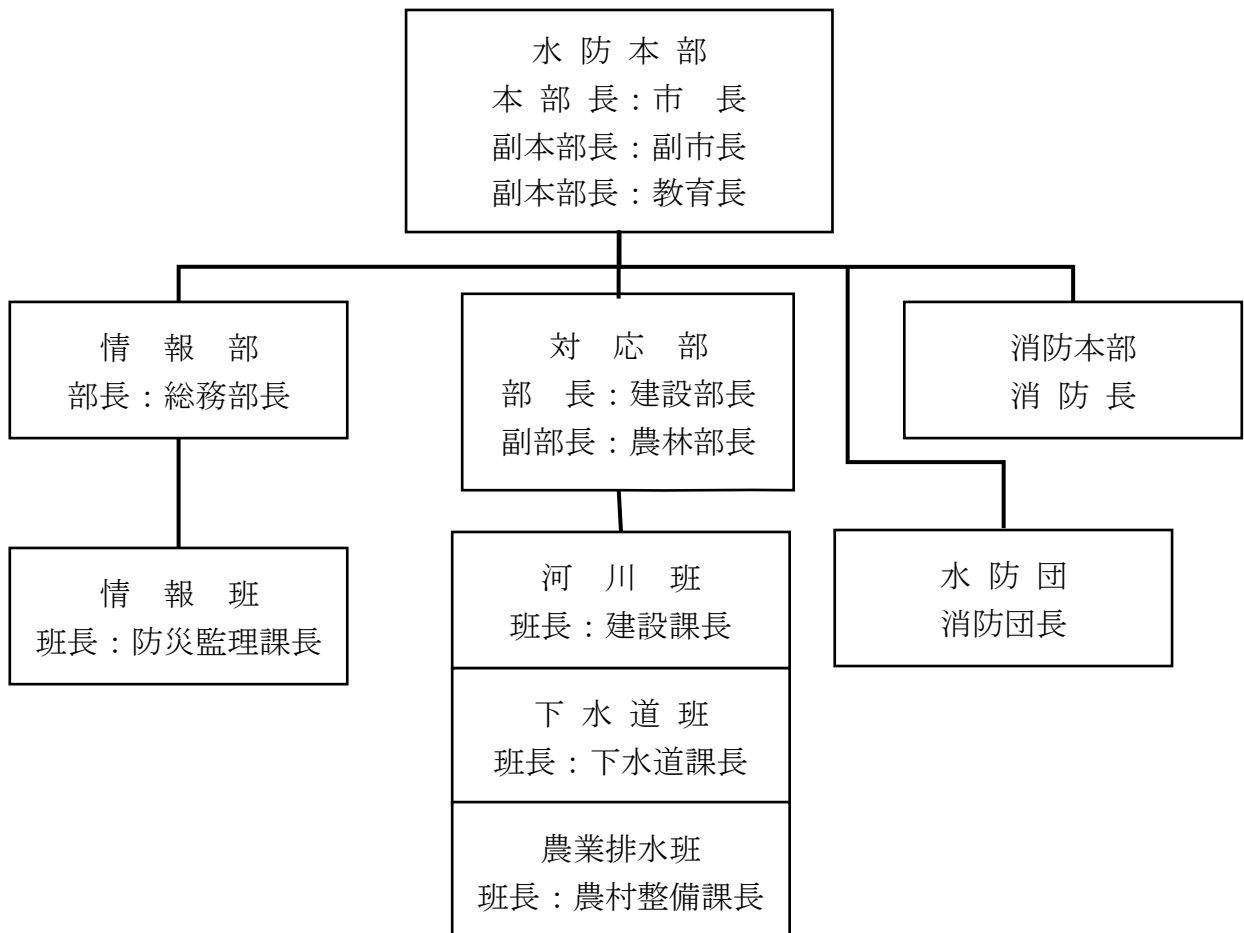 水 防 本 部
本 部 長：市　長
副本部長：副市長
副本部長：教育長
情　報　部
部長：総務部長
対　応　部
部　長：建設部長
副部長：農林部長
消防本部
消 防 長
情　報　班
班長：防災監理課長
河　川　班
班長：建設課長
下 水 道 班
班長：下水道課長
農業排水班
班長：農村整備課長
水 防 団
消防団長